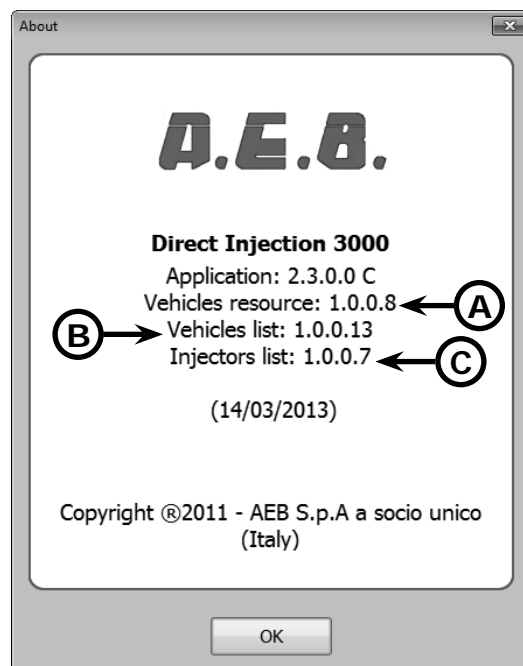 About
A.E.B.
Direct Injection 3000
Application: 2.3.0.0 C
Vehicles resource: 1.0.0.8
A
B
Vehicles list: 1.0.0.13
Injectors list: 1.0.0.7
C
(14/03/2013)
Copyright ®2011 - AEB S.p.A a socio unico
(Italy)
OK